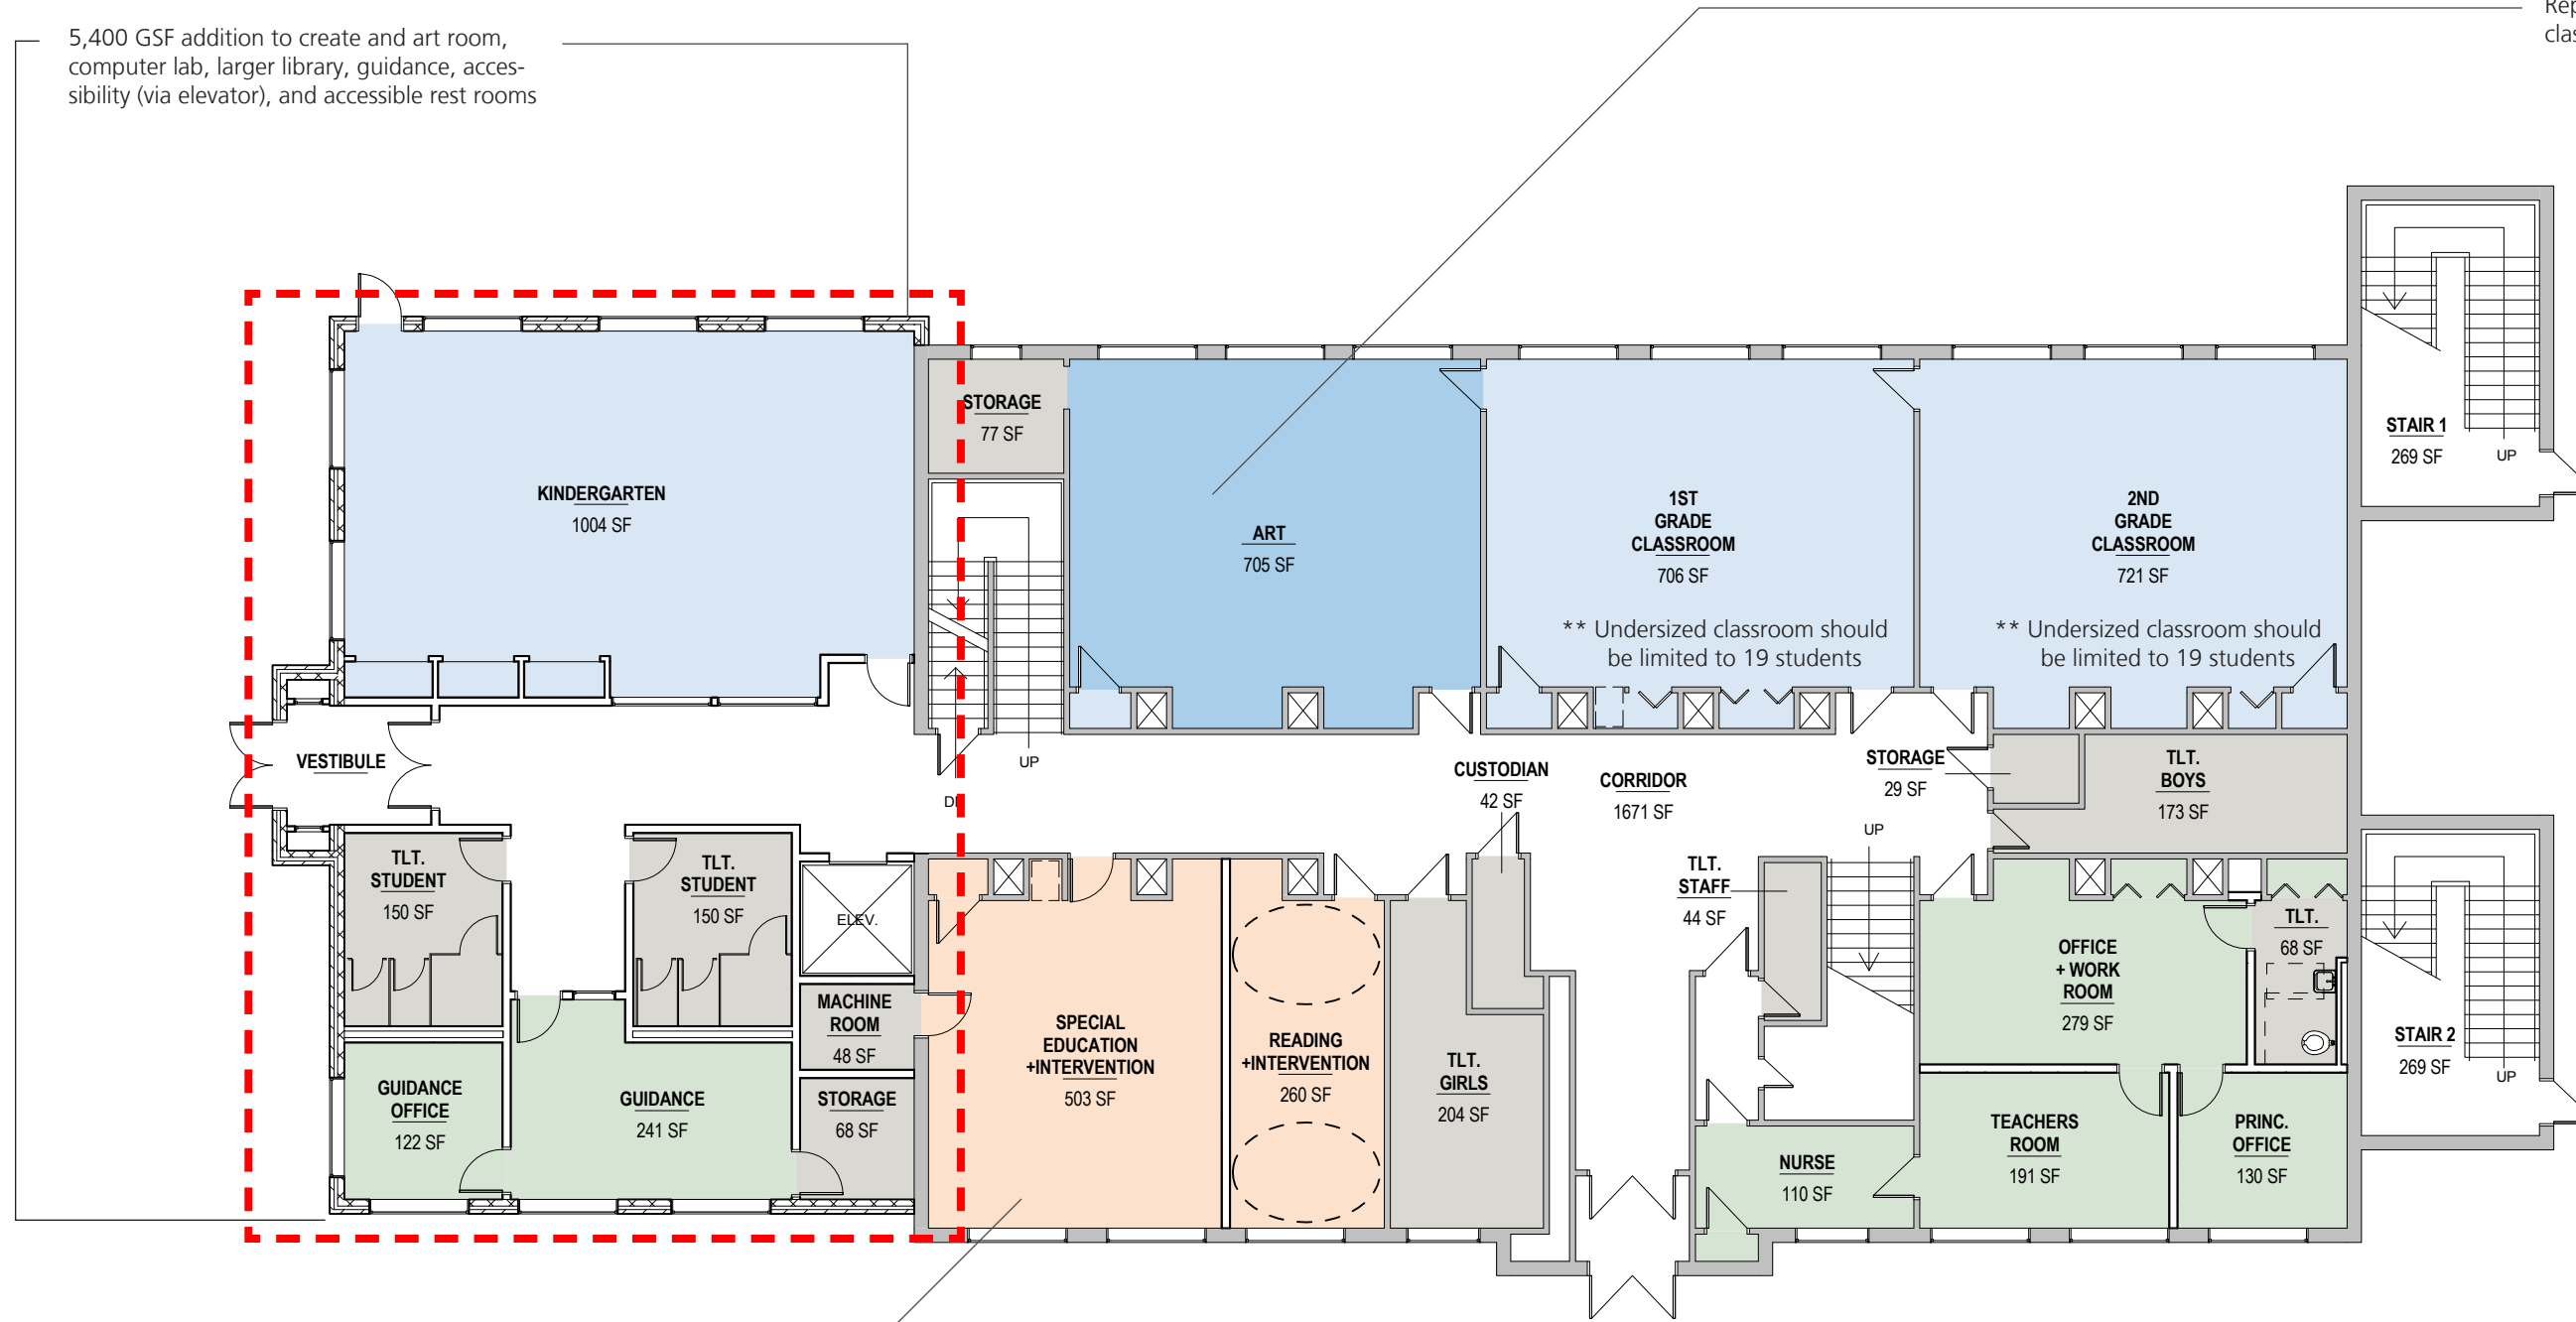 5,400 GSF addition to create and art room,
computer lab, larger library, guidance, acces-
sibility (via elevator), and accessible rest rooms
STORAGE
77 SF
KINDERGARTEN
1004 SF
ART
705 SF
1ST
GRADE
CLASSROOM
706 SF
** Undersized classroom should
be limited to 19 students
2ND
GRADE
CLASSROOM
721 SF
** Undersized classroom should
be limited to 19 students
STAIR 1
269 SF
UP
VESTIBULE
UP
CUSTODIAN
42 SF
CORRIDOR
1671 SF
STORAGE
29 SF
TLT.
BOYS
173 SF
UP
TLT.
STUDENT
150 SF
TLT.
STUDENT
150 SF
ELEV.
TLT.
STAFF
44 SF
OFFICE
+ WORK
ROOM
279 SF
TLT.
68 SF
MACHINE
ROOM
48 SF
SPECIAL
EDUCATION
+INTERVENTION
503 SF
READING
+INTERVENTION
260 SF
TLT.
GIRLS
204 SF
STAIR 2
269 SF
UP
GUIDANCE
OFFICE
122 SF
GUIDANCE
241 SF
STORAGE
68 SF
NURSE
110 SF
TEACHERS
ROOM
191 SF
PRINC.
OFFICE
130 SF